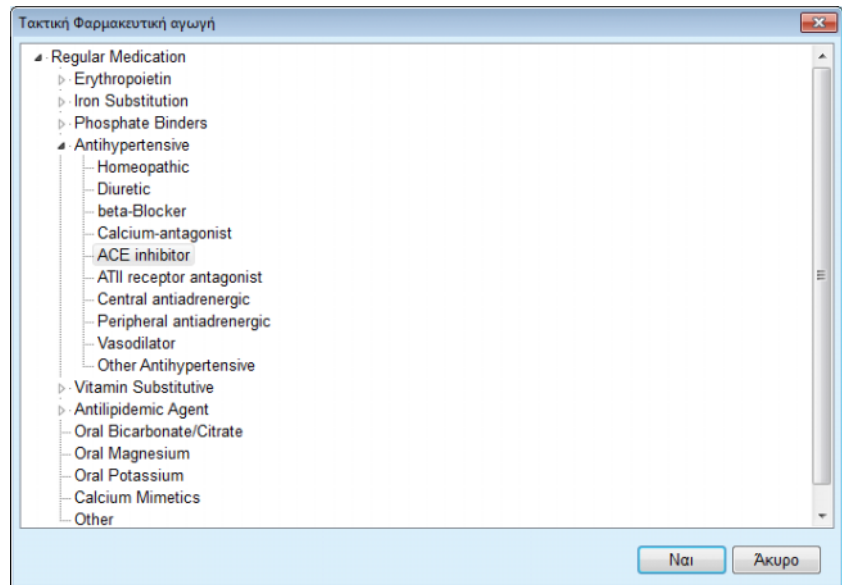 Τακτική Φαρμακευτική αγωγή
Regular Medication
Erythropoietin
Iron Substitution
Phosphate Binders
Antihypertensive
Homeopathic
Diuretic
beta-Blocker
Calcium-antagonist
ACE inhibitor
ATII receptor antagonist
Central antiadrenergic
Peripheral antiadrenergic
Vasodilator
Other Antihypertensive
Vitamin Substitutive
Antilipidemic Agent
Oral Bicarbonate/Citrate
Oral Magnesium
Oral Potassium
Calcium Mimetics
Other
Ναι Άκυρο